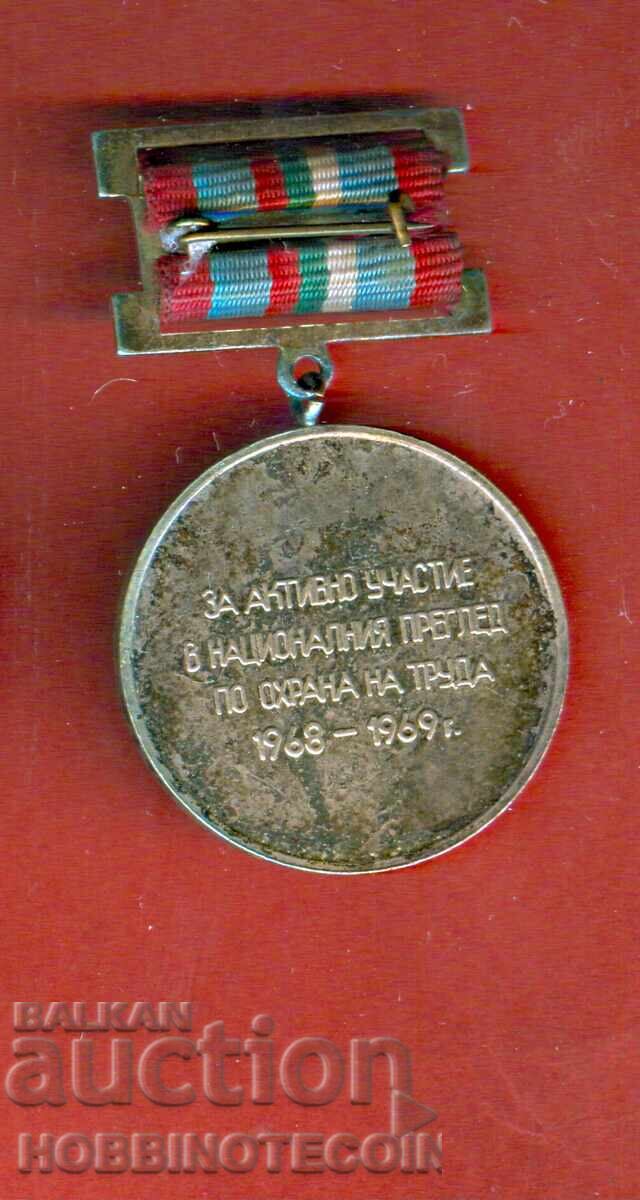 ЗА АКТИВНО УЧАСТИЕ
В НАЦИОНАЛНИЯ ПРЕГЛЕД
ПО ОХРАНА НА ТРУДА
1968 – 1969 г.
BALKAN
auction
HOBBINOTECOIN